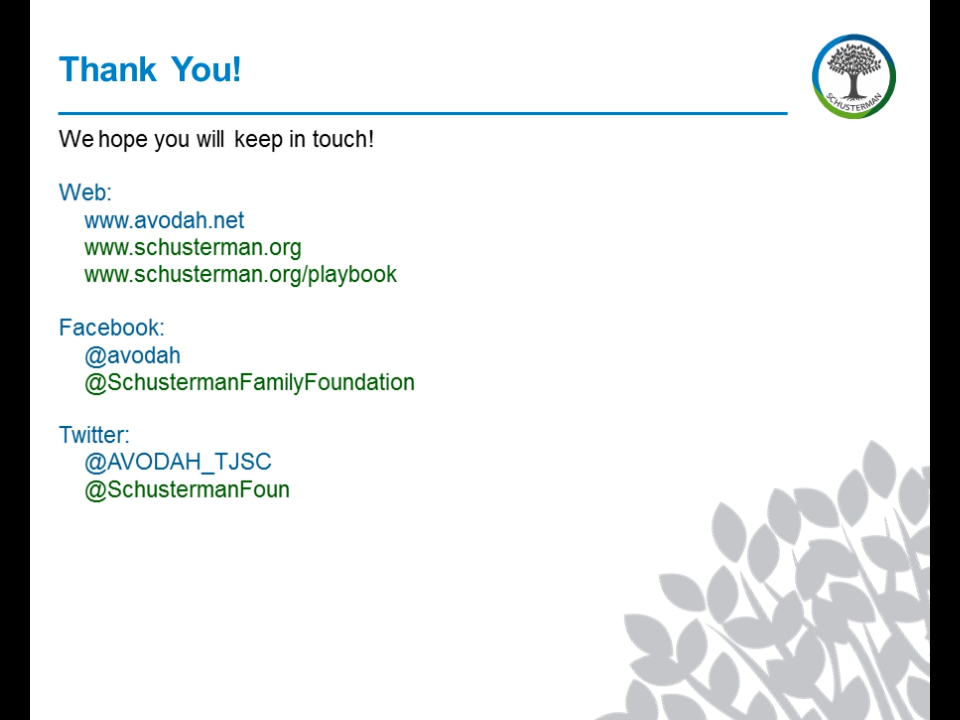 Thank You!
SCHUSTERMAN
We hope you will keep in touch!
Web:
www.avodah.net
www.schusterman.org
www.schusterman.org/playbook
Facebook:
@avodah
@SchustermanFamilyFoundation
Twitter:
@AVODAH_TJSC
@SchustermanFoun